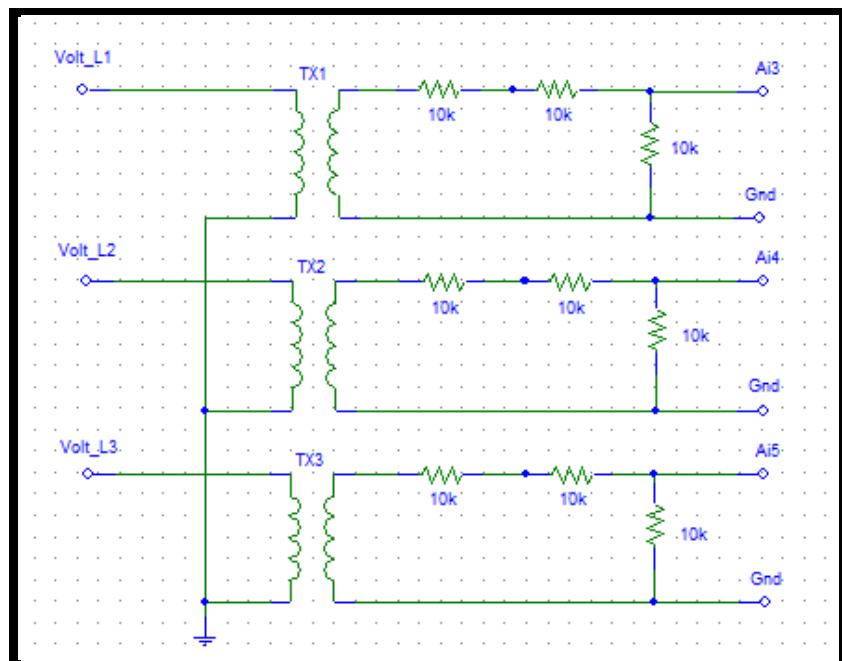 Volt_L1
TX1
Ai3
10k
10k
10k
Gnd
Volt_L2
TX2
Ai4
10k
10k
10k
Gnd
Volt_L3
TX3
Ai5
10k
10k
10k
Gnd